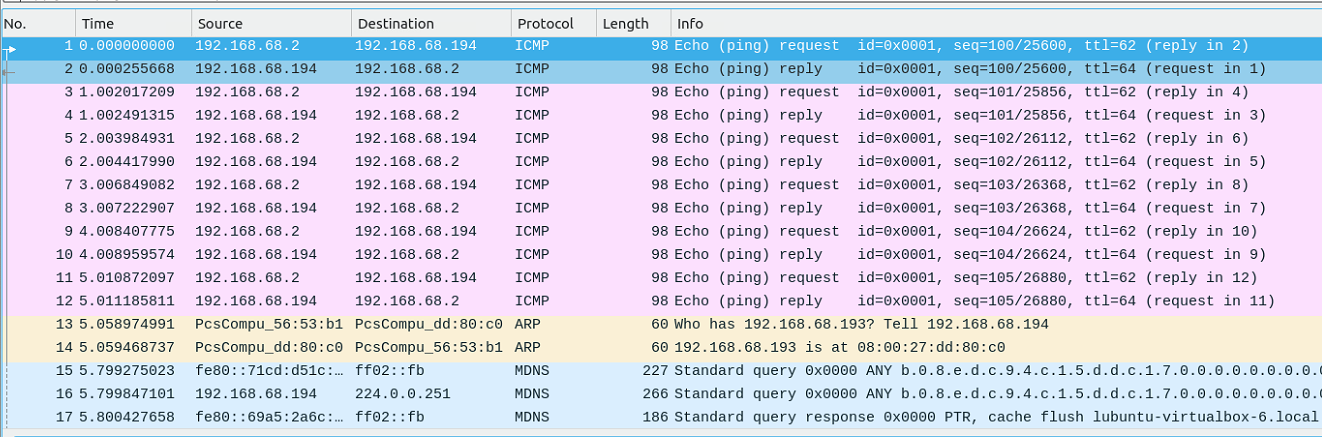 No. Time Source Destination Protocol Length Info
1 0.000000000 192.168.68.2 192.168.68.194 ICMP 98 Echo (ping) request id=0x0001, seq=100/25600, ttl=62 (reply in 2)
2 0.000255668 192.168.68.194 192.168.68.2 ICMP 98 Echo (ping) reply id=0x0001, seq=100/25600, ttl=64 (request in 1)
3 1.002017209 192.168.68.2 192.168.68.194 ICMP 98 Echo (ping) request id=0x0001, seq=101/25856, ttl=62 (reply in 4)
4 1.002491315 192.168.68.194 192.168.68.2 ICMP 98 Echo (ping) reply id=0x0001, seq=101/25856, ttl=64 (request in 3)
5 2.003984931 192.168.68.2 192.168.68.194 ICMP 98 Echo (ping) request id=0x0001, seq=102/26112, ttl=62 (reply in 6)
6 2.004417990 192.168.68.194 192.168.68.2 ICMP 98 Echo (ping) reply id=0x0001, seq=102/26112, ttl=64 (request in 5)
7 3.006849082 192.168.68.2 192.168.68.194 ICMP 98 Echo (ping) request id=0x0001, seq=103/26368, ttl=62 (reply in 8)
8 3.007222907 192.168.68.194 192.168.68.2 ICMP 98 Echo (ping) reply id=0x0001, seq=103/26368, ttl=64 (request in 7)
9 4.008407775 192.168.68.2 192.168.68.194 ICMP 98 Echo (ping) request id=0x0001, seq=104/26624, ttl=62 (reply in 10)
10 4.008959574 192.168.68.194 192.168.68.2 ICMP 98 Echo (ping) reply id=0x0001, seq=104/26624, ttl=64 (request in 9)
11 5.010872097 192.168.68.2 192.168.68.194 ICMP 98 Echo (ping) request id=0x0001, seq=105/26880, ttl=62 (reply in 12)
12 5.011185811 192.168.68.194 192.168.68.2 ICMP 98 Echo (ping) reply id=0x0001, seq=105/26880, ttl=64 (request in 11)
13 5.058974991 PcsCompu_56:53:b1 PcsCompu_dd:80:c0 ARP 60 Who has 192.168.68.193? Tell 192.168.68.194
14 5.059468737 PcsCompu_dd:80:c0 PcsCompu_56:53:b1 ARP 60 192.168.68.193 is at 08:00:27:dd:80:c0
15 5.799275023 fe80::71cd:d51c:… ff02::fb MDNS 227 Standard query 0x0000 ANY b.0.8.e.d.c.9.4.c.1.5.d.d.c.1.7.0.0.0.0.0.0.0.0
16 5.799847101 192.168.68.194 224.0.0.251 MDNS 266 Standard query 0x0000 ANY b.0.8.e.d.c.9.4.c.1.5.d.d.c.1.7.0.0.0.0.0.0.0.0
17 5.800427658 fe80::69a5:2a6c:… ff02::fb MDNS 186 Standard query response 0x0000 PTR, cache flush lubuntu-virtualbox-6.local